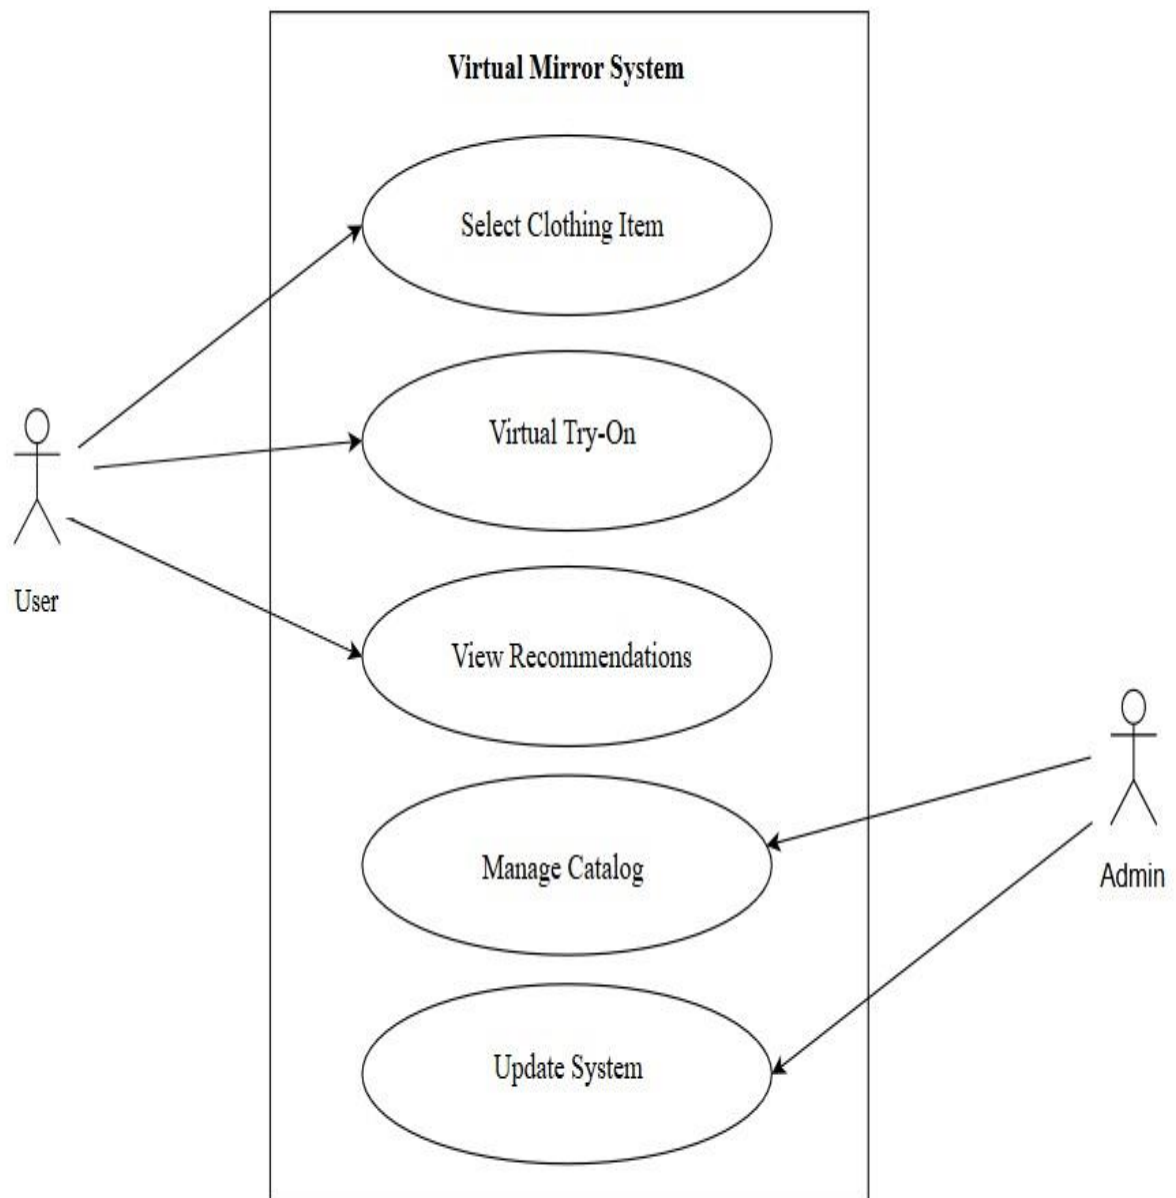 Virtual Mirror System
Select Clothing Item
Virtual Try-On
User
View Recommendations
Manage Catalog
Admin
Update System